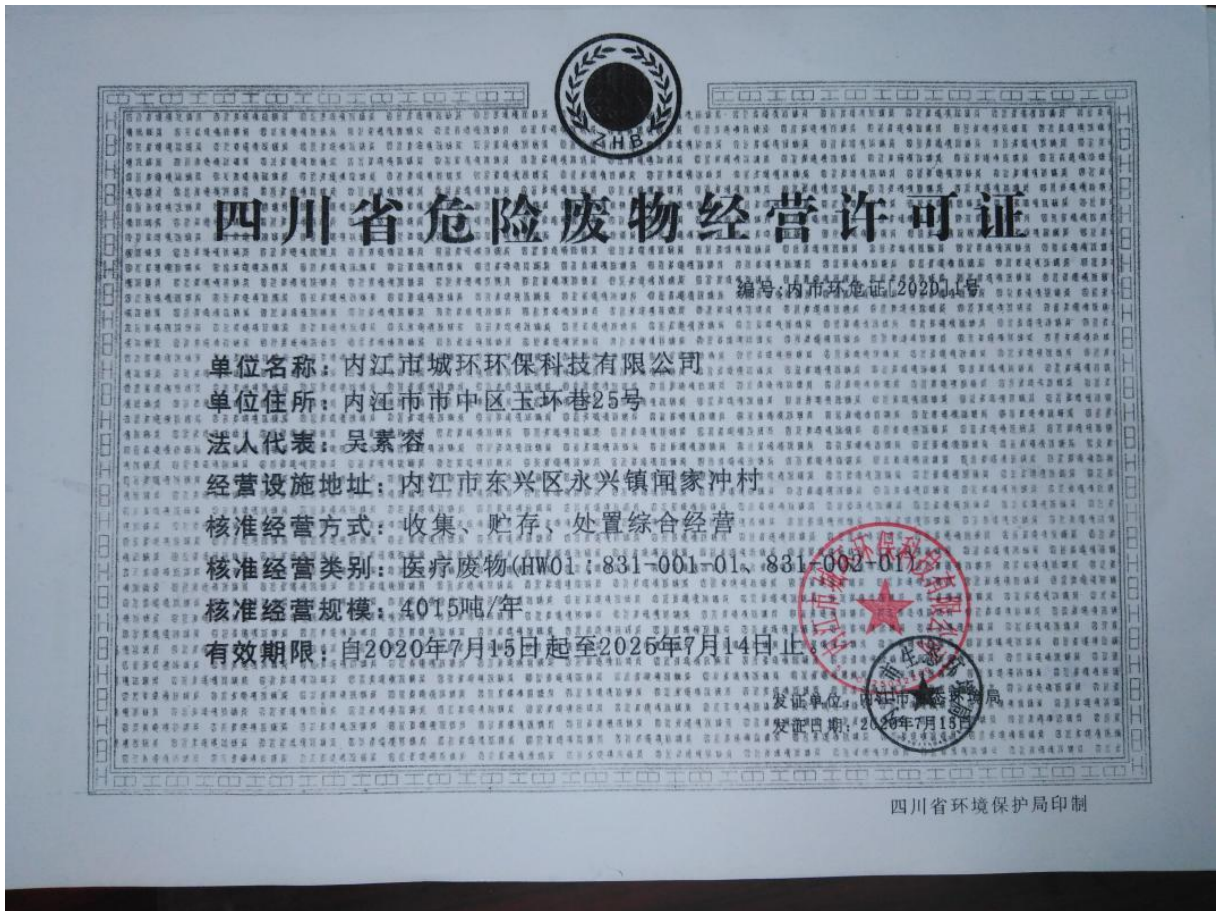 ZHB
四川省危险废物经营许可证
编号:内市环危证[2020]1号
单位名称：内江市城环环保科技有限公司
单位住所：内江市市中区玉环巷25号
法人代表：吴素容
经营设施地址：内江市东兴区永兴镇闻家冲村
核准经营方式：收集、贮存、处置综合经营
核准经营类别：医疗废物(HW01：831-001-01、831-002-01)
核准经营规模：4015吨/年
有效期限：自2020年7月15日起至2025年7月14日止。
发证单位：内江市生态环境局
发证日期：2020年7月15日
四川省环境保护局印制